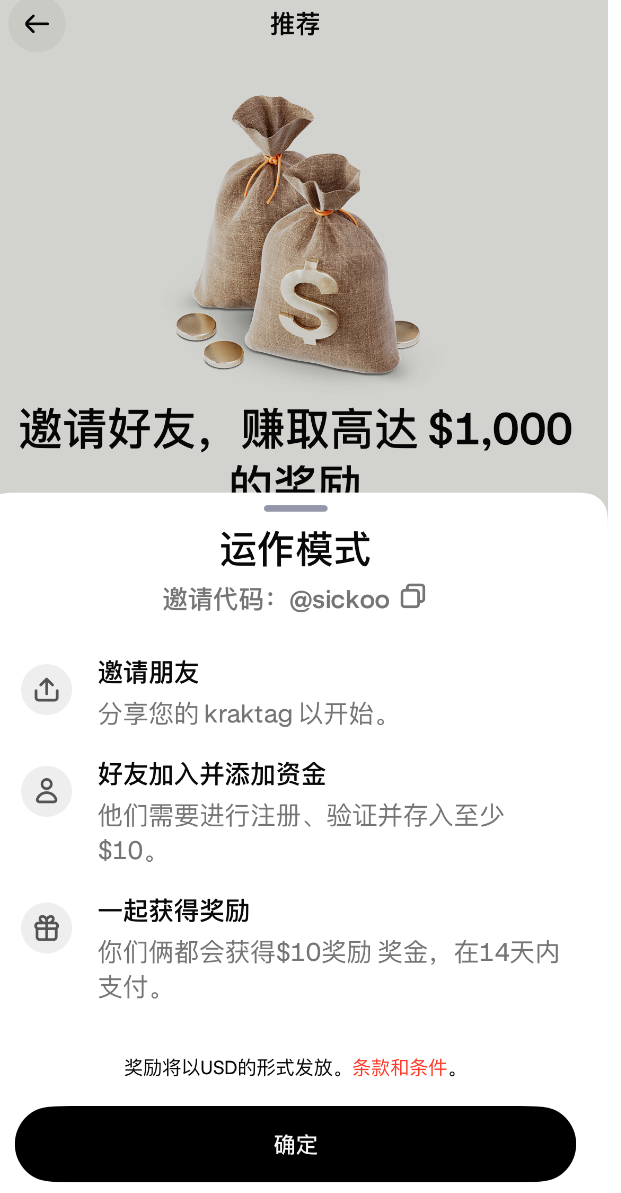 推荐
$
邀请好友，赚取高达 $1,000
的奖励
运作模式
邀请代码：@sickoo
邀请朋友
分享您的 kraktag 以开始。
好友加入并添加资金
他们需要进行注册、验证并存入至少
$10。
一起获得奖励
你们俩都会获得$10奖励 奖金，在14天内
支付。
奖励将以USD的形式发放。条款和条件。
确定